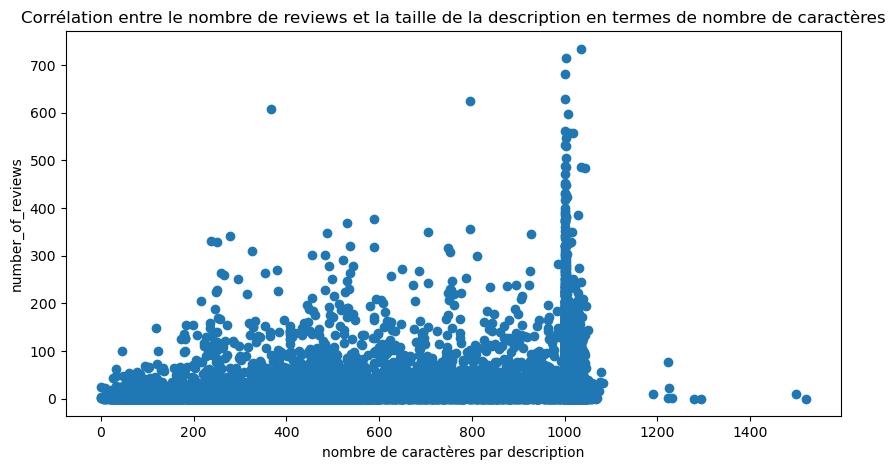 Corrélation entre le nombre de reviews et la taille de la description en termes de nombre de caractères
700
600
500
400
300
200
100
0
number_of_reviews
0 200 400 600 800 1000 1200 1400
nombre de caractères par description